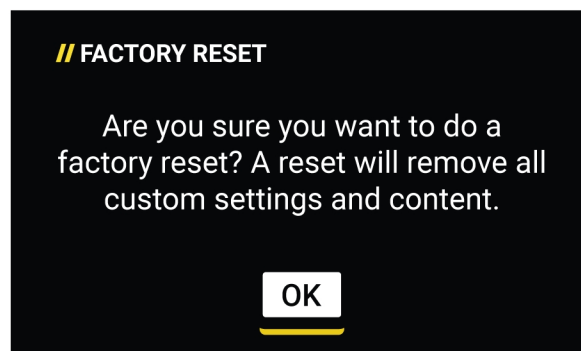 // FACTORY RESET
Are you sure you want to do a
factory reset? A reset will remove all
custom settings and content.
OK